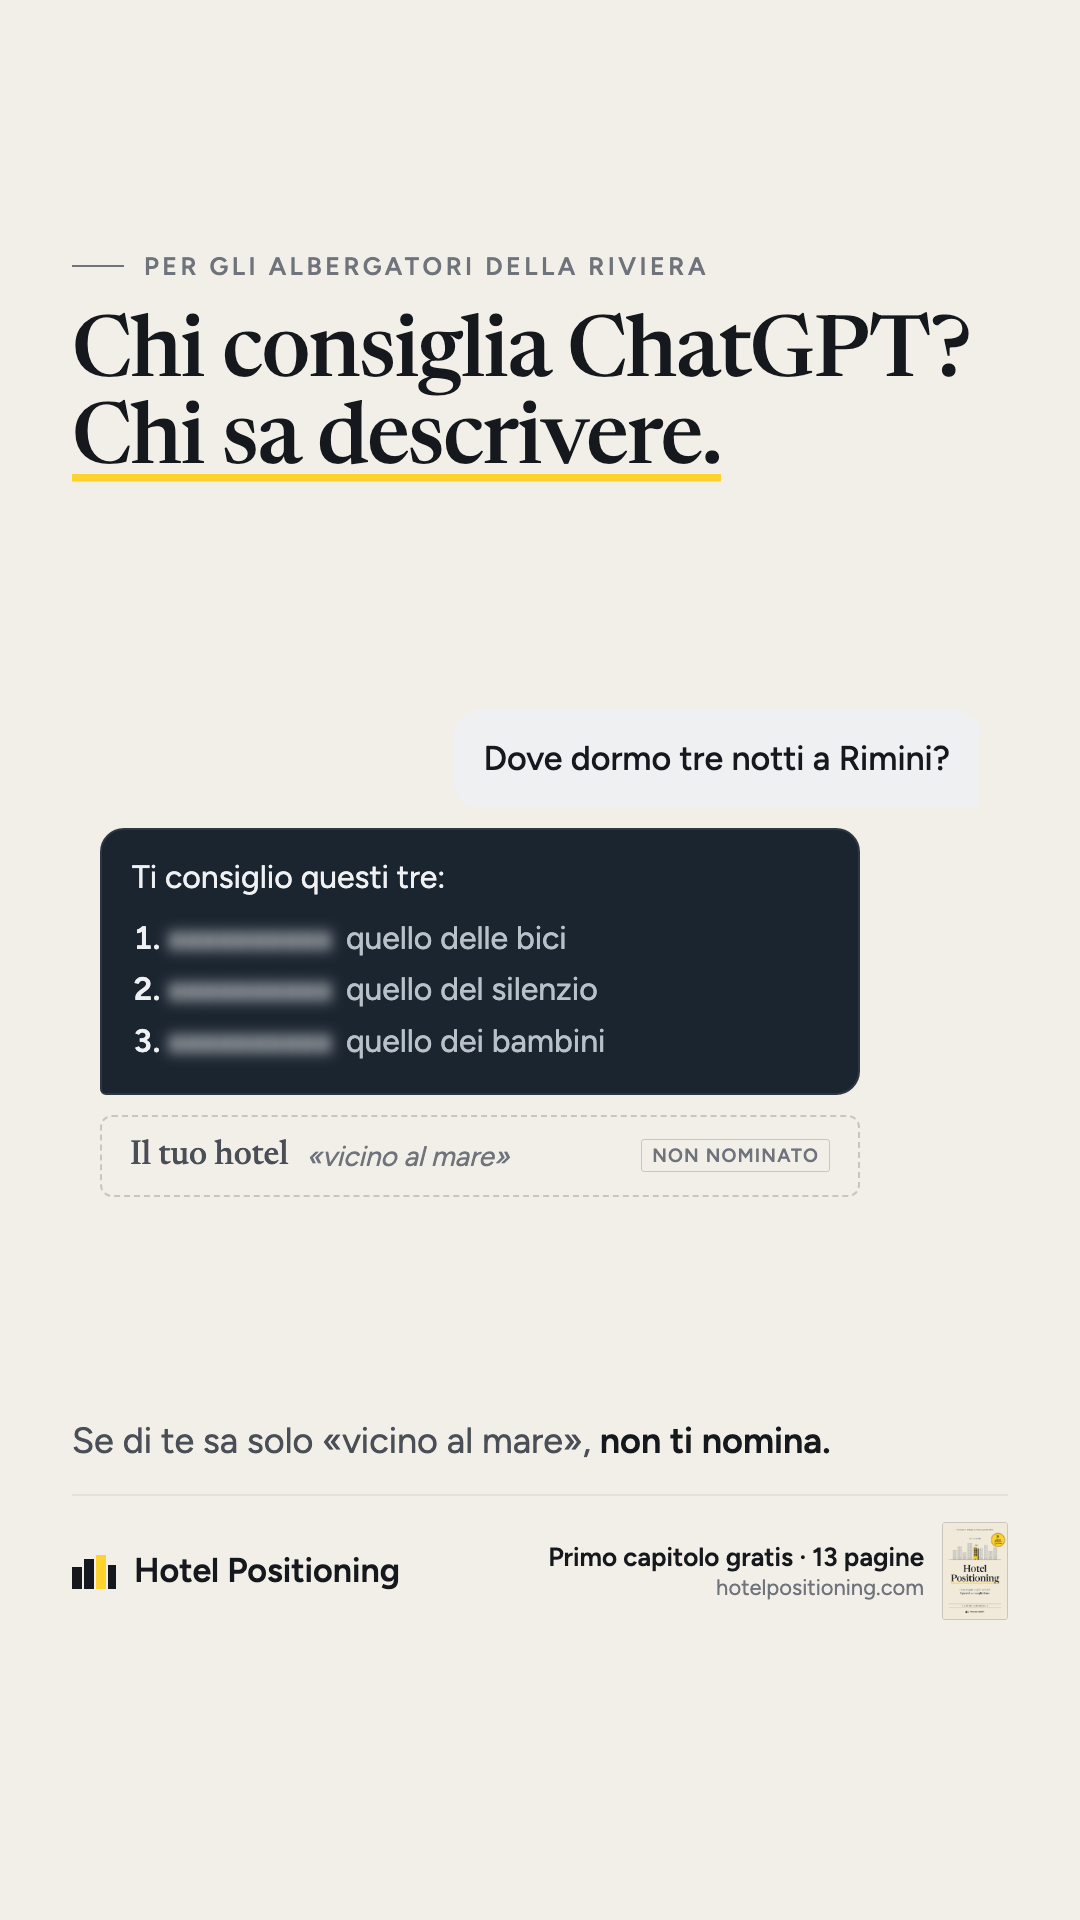 PER GLI ALBERGATORI DELLA RIVIERA
Chi consiglia ChatGPT?
Chi sa descrivere.
Dove dormo tre notti a Rimini?
Ti consiglio questi tre:
1. quello delle bici
2. quello del silenzio
3. quello dei bambini
Il tuo hotel «vicino al mare» NON NOMINATO
Se di te sa solo «vicino al mare», non ti nomina.
Hotel Positioning
Primo capitolo gratis · 13 pagine
hotelpositioning.com
Hotel
Positioning